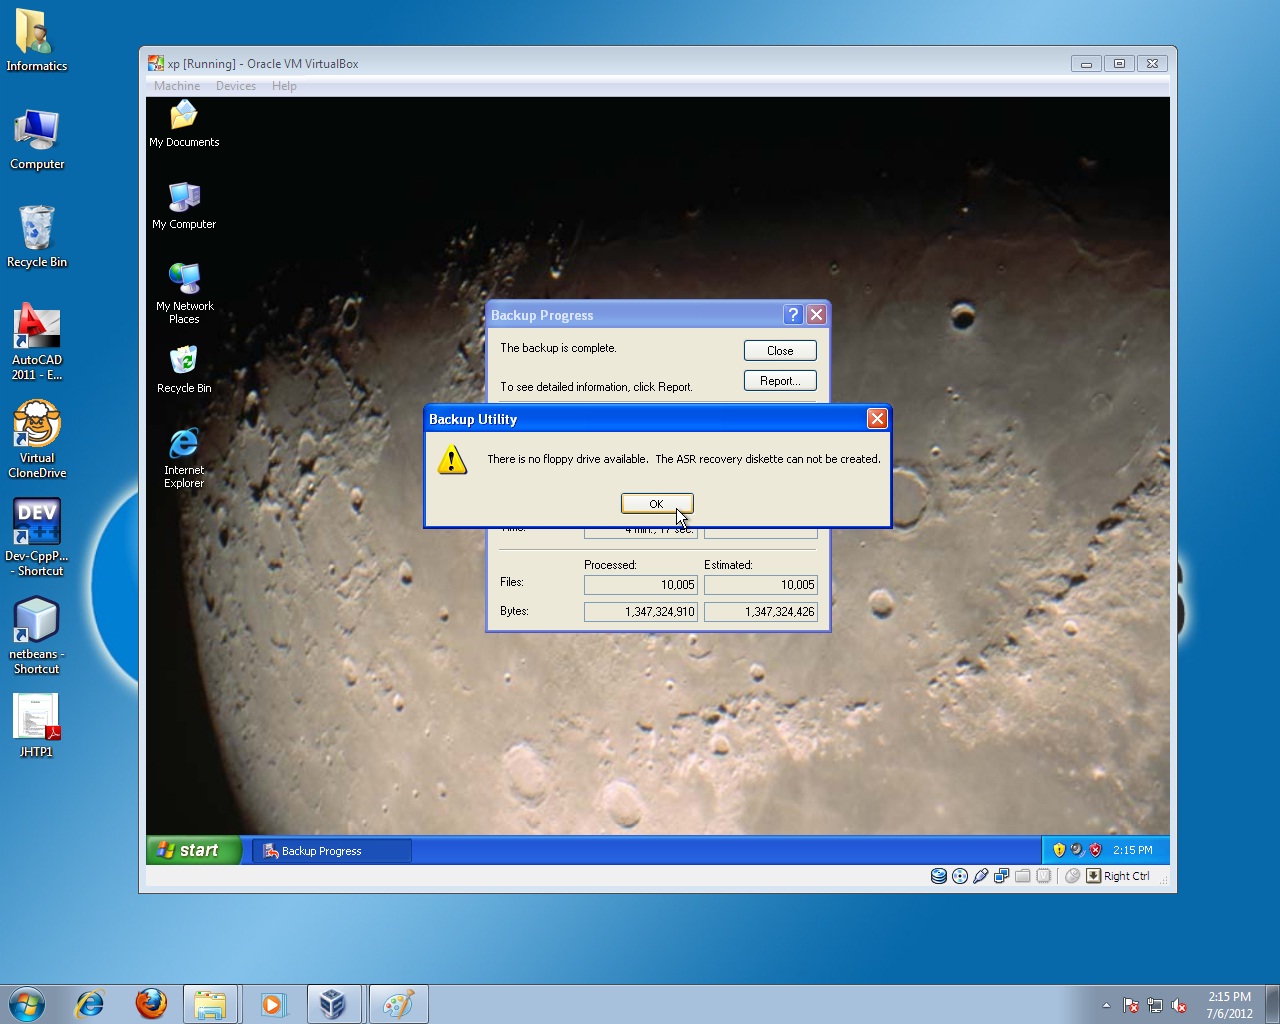 Informatics
Computer
Recycle Bin
AutoCAD
2011 - E...
Virtual
CloneDrive
DEV
C++
Dev-CppP...
- Shortcut
netbeans -
Shortcut
JHTP1
xp [Running] - Oracle VM VirtualBox
Machine Devices Help
My Documents
My Computer
My Network
Places
Recycle Bin
Internet
Explorer
Backup Progress
The backup is complete.
Close
To see detailed information, click Report.
Report...
Backup Utility
There is no floppy drive available. The ASR recovery diskette can not be created.
OK
Time: 4 min., 17 sec.
Processed: Estimated:
Files: 10,005 10,005
Bytes: 1,347,324,910 1,347,324,426
start
Backup Progress
2:15 PM
Right Ctrl
2:15 PM
7/6/2012